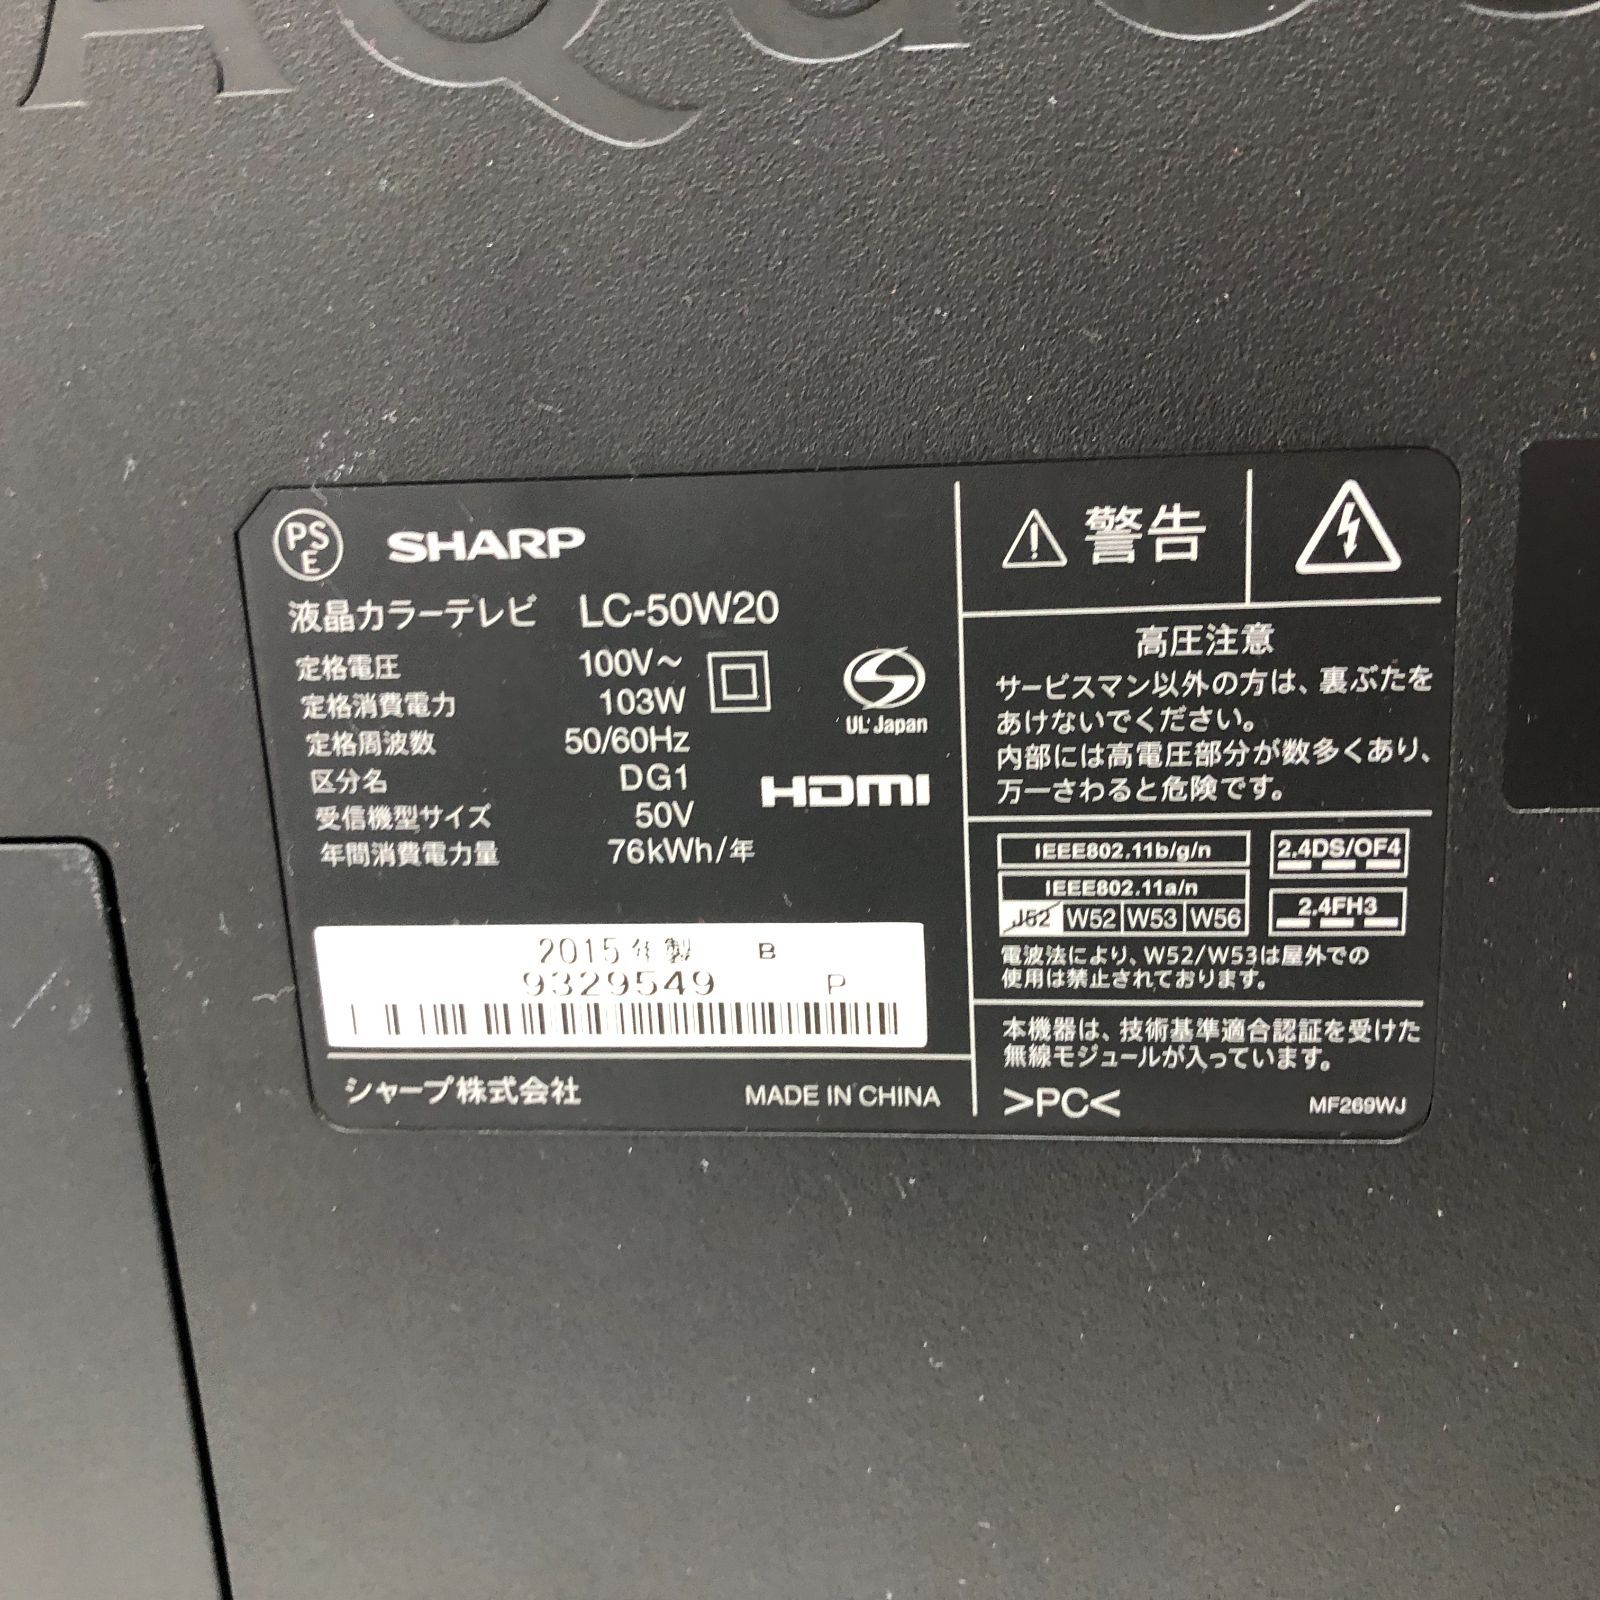 AQUOS
PSE
SHARP
液晶カラーテレビ LC-50W20
定格電圧 100V～
定格消費電力 103W
定格周波数 50/60Hz
区分名 DG1
受信機型サイズ 50V
年間消費電力量 76kWh/年
UL Japan
HDMI
2015年製 B
9329549 P
シャープ株式会社 MADE IN CHINA
警告
高圧注意
サービスマン以外の方は、裏ぶたを
あけないでください。
内部には高電圧部分が数多くあり、
万一さわると危険です。
IEEE802.11b/g/n
IEEE802.11a/n
J52 W52 W53 W56
2.4DS/OF4
2.4FH3
電波法により、W52/W53は屋外での
使用は禁止されております。
本機器は、技術基準適合認証を受けた
無線モジュールが入っています。
>PC<
MF269WJ